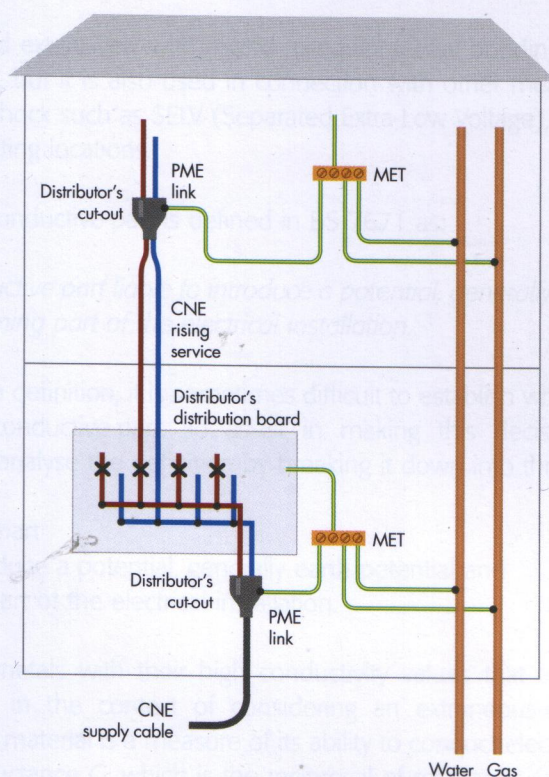 PME
link
MET
Distributor's
cut-out
CNE
rising
service
Distributor's
distribution board
MET
Distributor's
cut-out
PME
link
CNE
supply cable
Water Gas